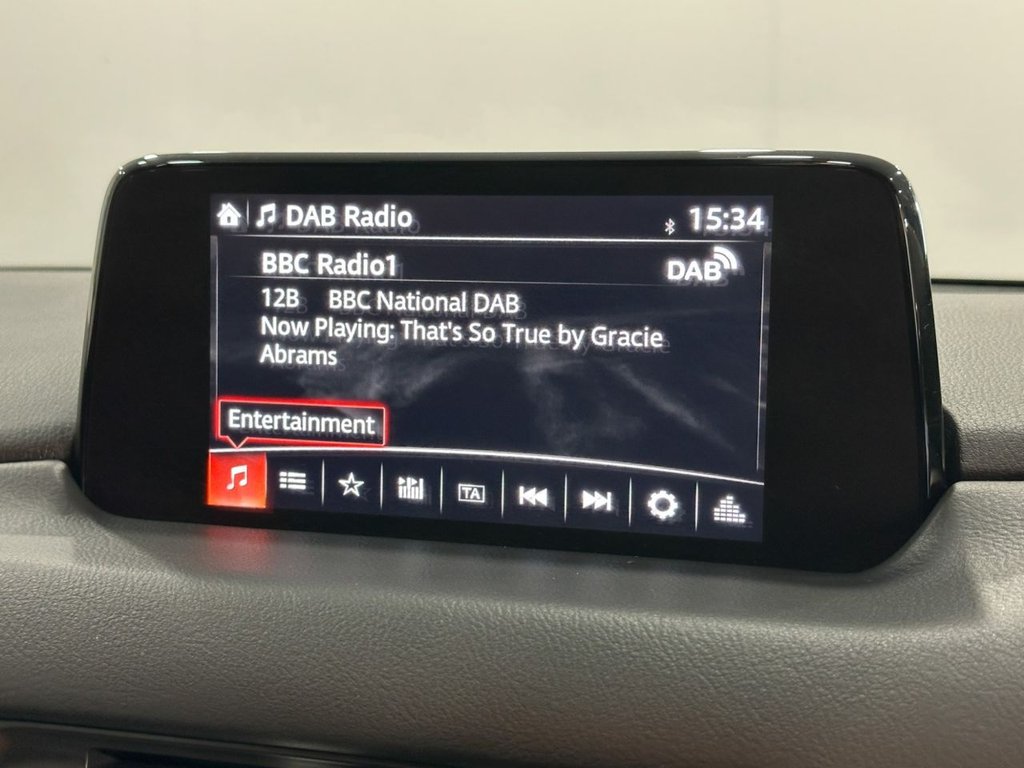 DAB Radio 15:34
BBC Radio1 DAB
12B BBC National DAB
Now Playing: That's So True by Gracie
Abrams
Entertainment
TA